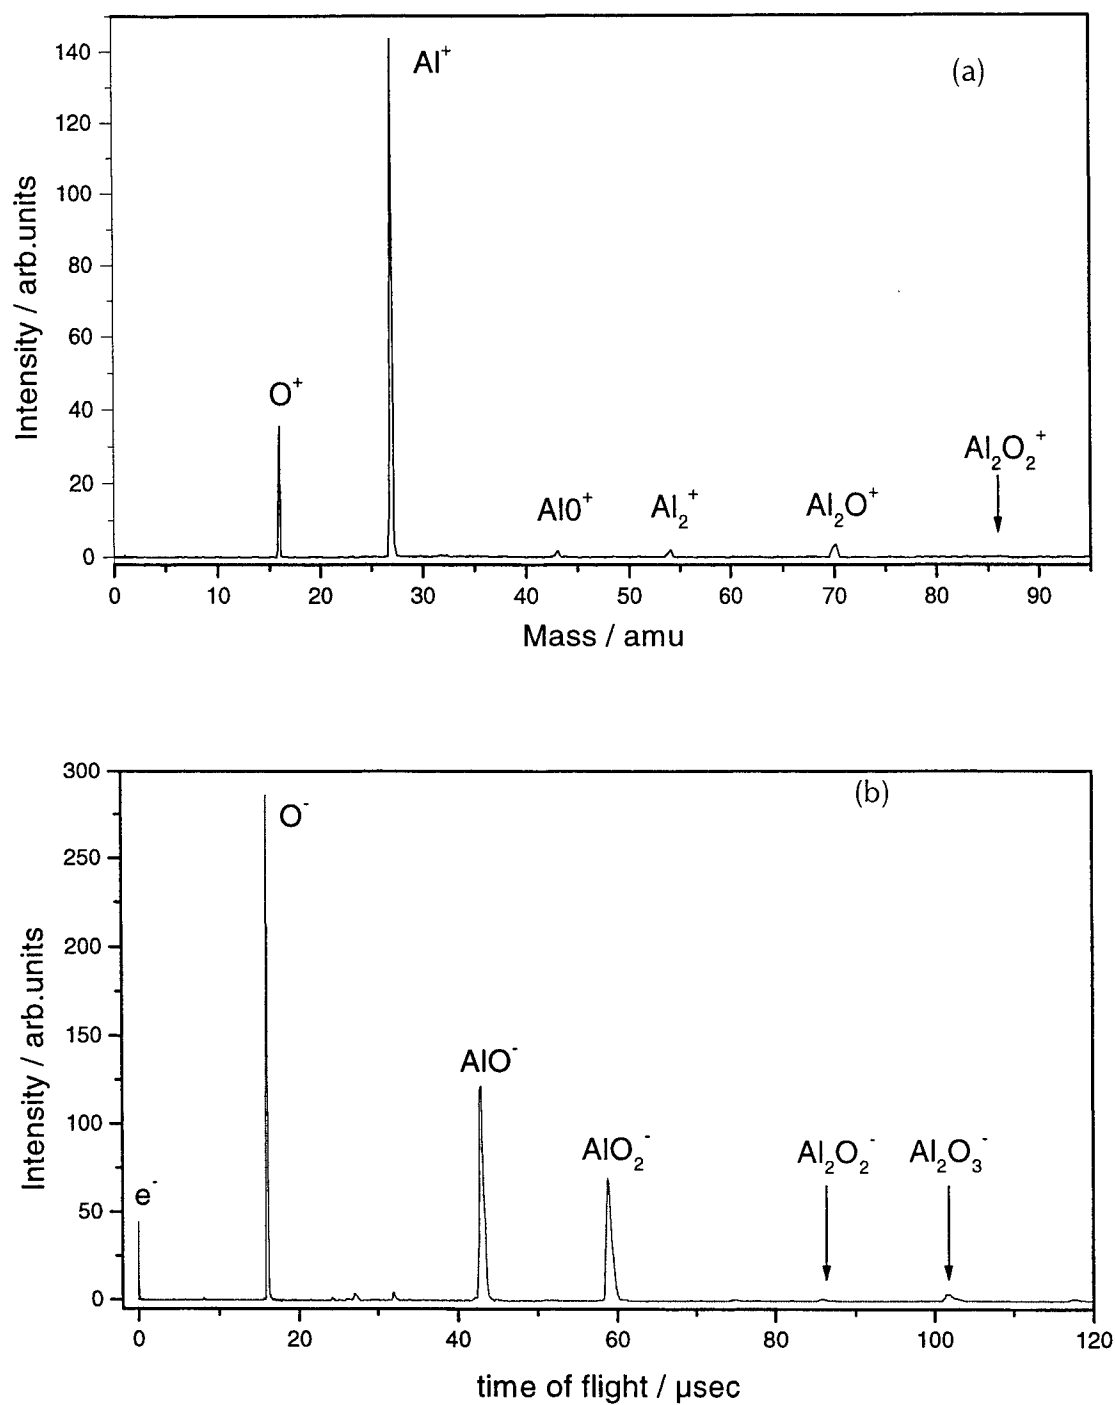 (a)
Al⁺
O⁺
Al0⁺
Al₂⁺
Al₂O⁺
Al₂O₂⁺
Intensity / arb.units
140
120
100
80
60
40
20
0
0 10 20 30 40 50 60 70 80 90
Mass / amu
(b)
O⁻
AlO⁻
AlO₂⁻
Al₂O₂⁻
Al₂O₃⁻
e⁻
Intensity / arb.units
300
250
200
150
100
50
0
0 20 40 60 80 100 120
time of flight / μsec